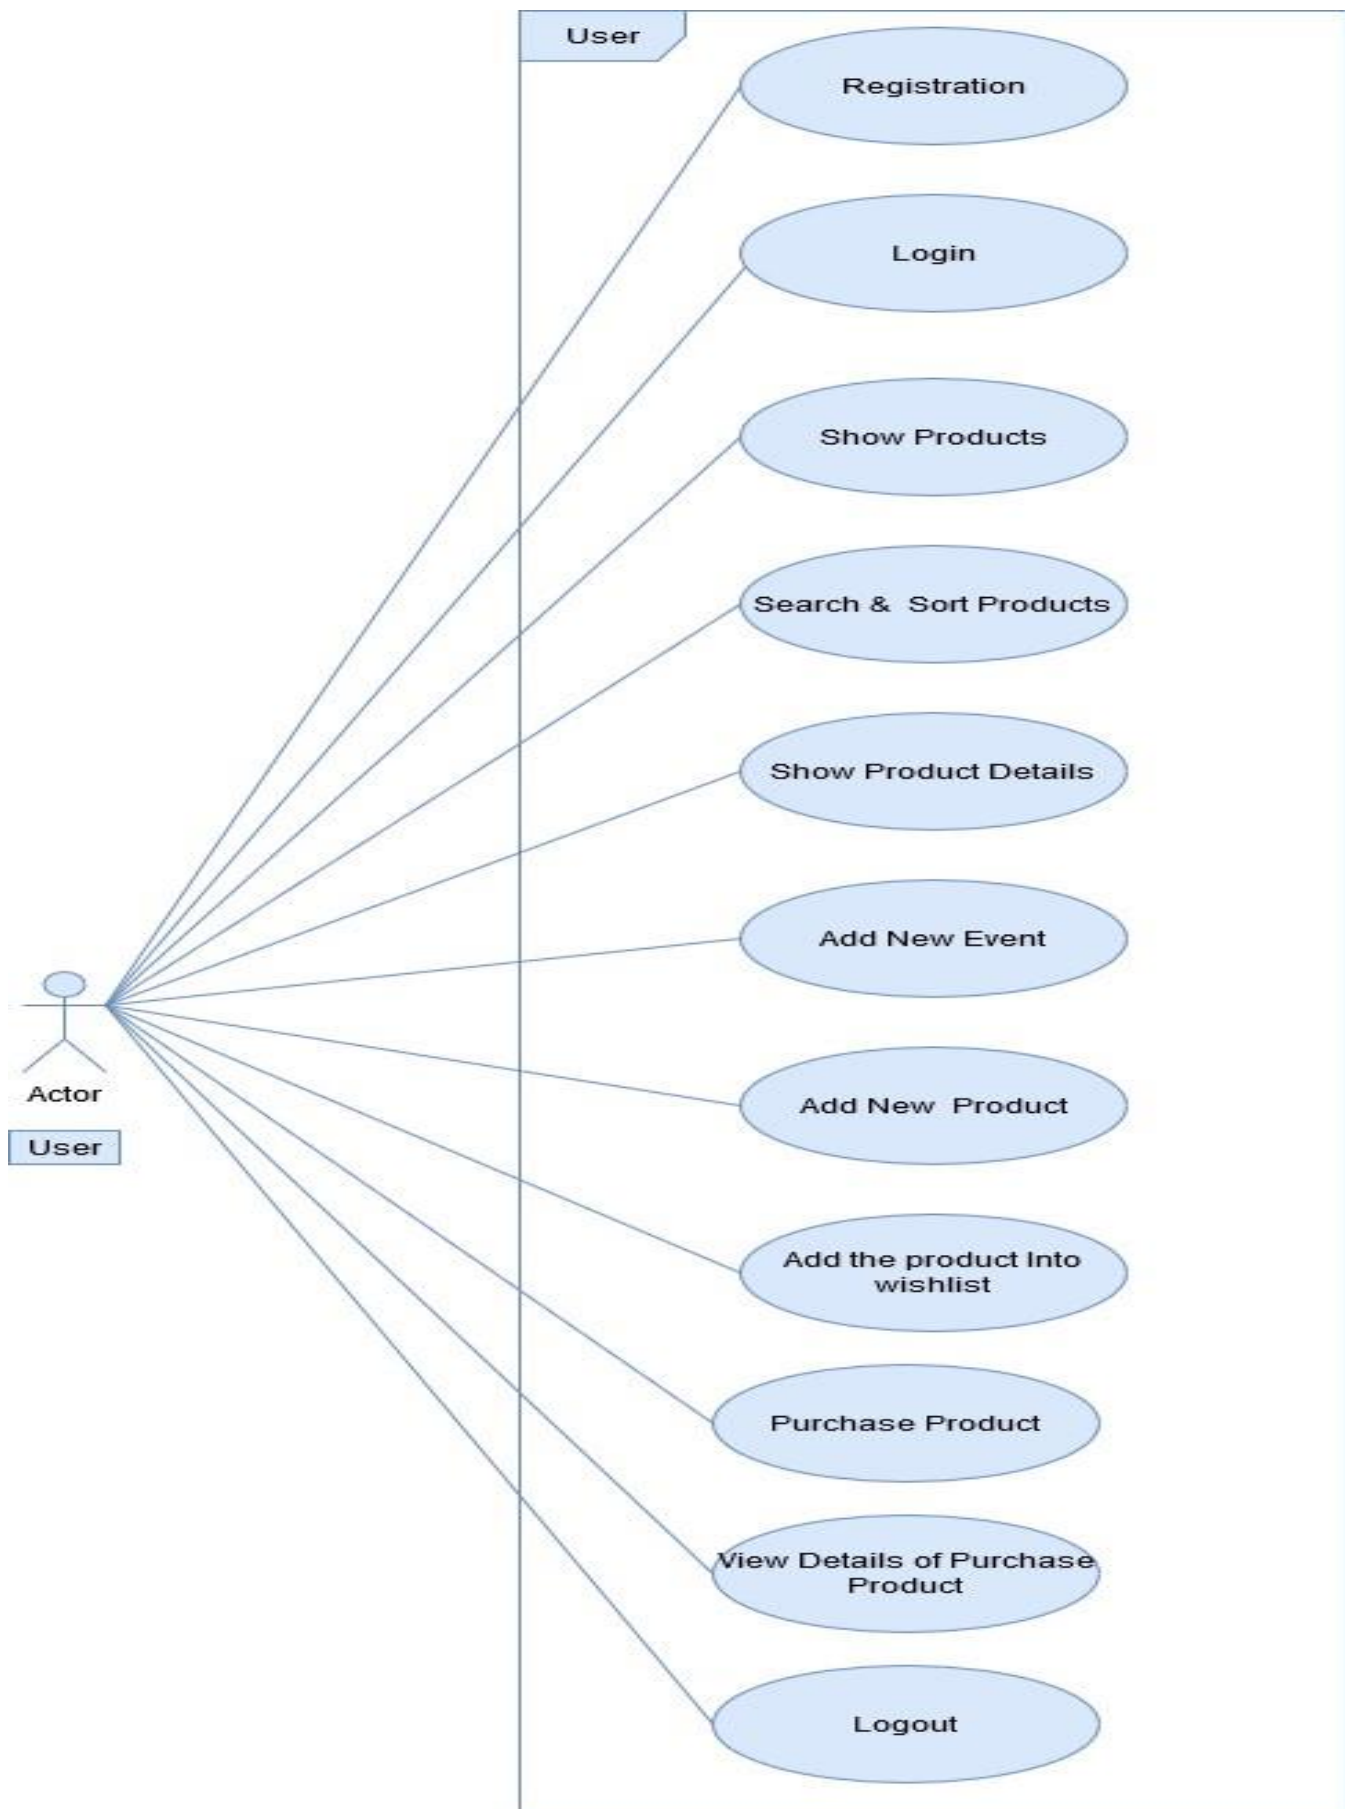 User
Registration
Login
Show Products
Search &  Sort Products
Show Product Details
Add New Event
Actor
User
Add New  Product
Add the product Into
wishlist
Purchase Product
View Details of Purchase
Product
Logout